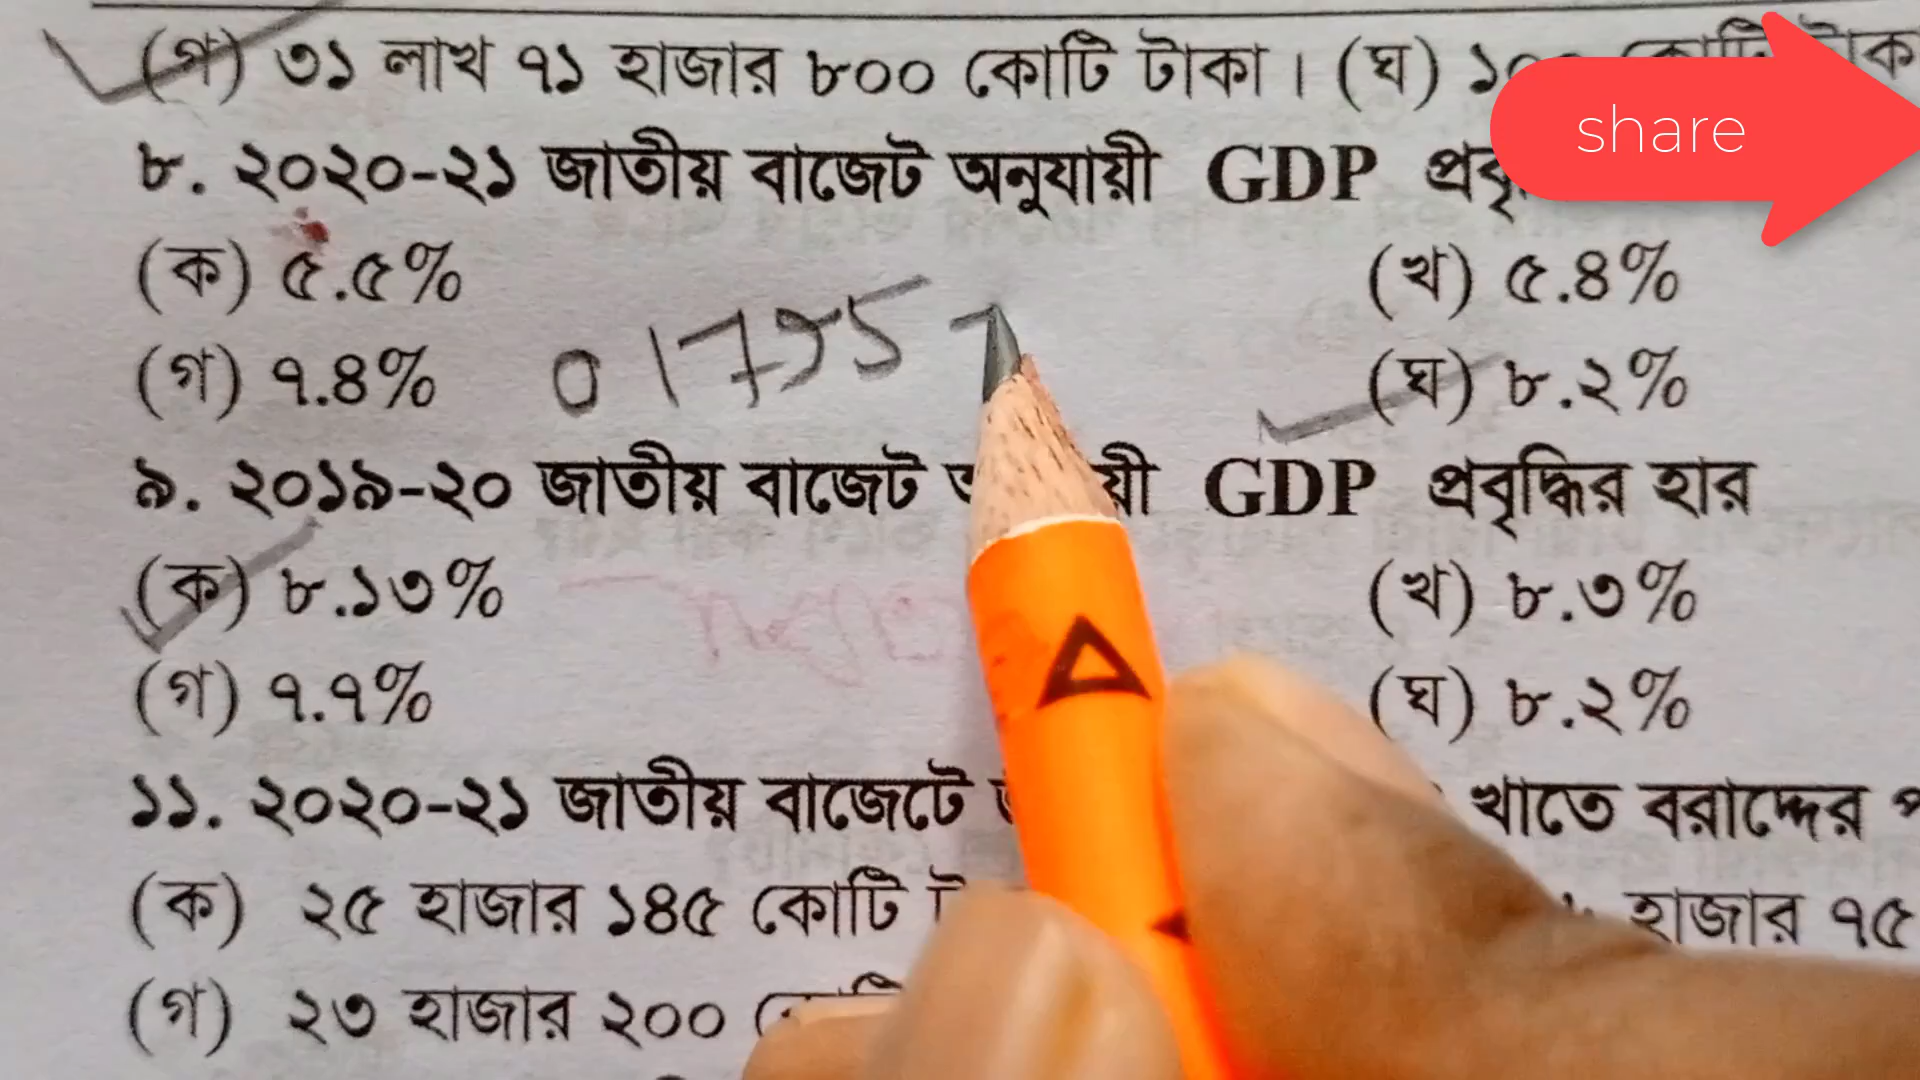 (গ) ৩১ লাখ ৭১ হাজার ৮০০ কোটি টাকা। (ঘ)
share
৮. ২০২০-২১ জাতীয় বাজেট অনুযায়ী GDP
(ক) ৫.৫% (খ) ৫.৪%
(গ) ৭.৪% (ঘ) ৮.২%
৯. ২০১৯-২০ জাতীয় বাজেট GDP প্রবৃদ্ধির হার
(ক) ৮.১৩% (খ) ৮.৩%
(গ) ৭.৭% (ঘ) ৮.২%
১১. ২০২০-২১ জাতীয় বাজেটে খাতে বরাদ্দের
(ক) ২৫ হাজার ১৪৫ কোটি হাজার ৭৫
(গ) ২৩ হাজার ২০০